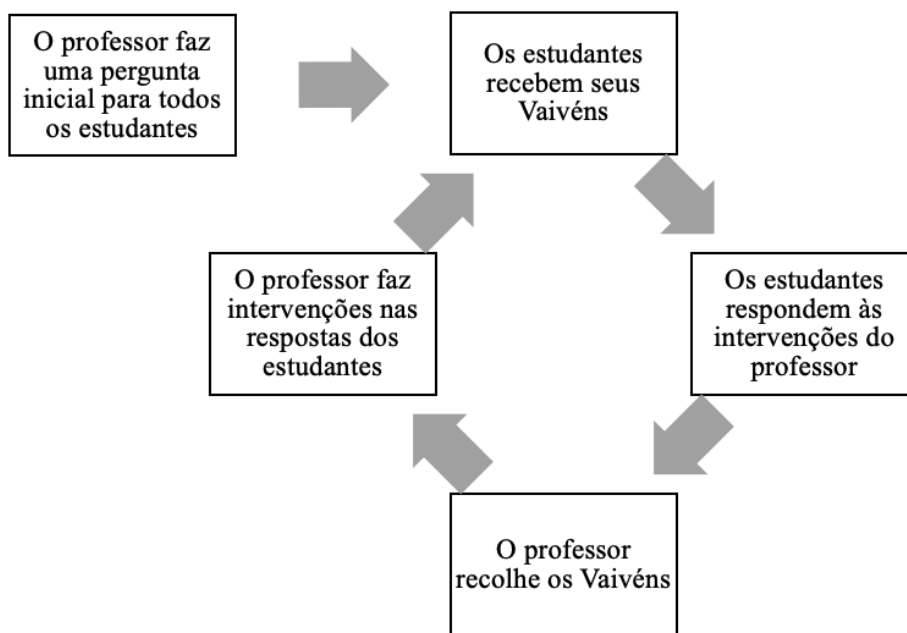 O professor faz
uma pergunta
inicial para todos
os estudantes
Os estudantes
recebem seus
Vaivéns
Os estudantes
respondem às
intervenções do
professor
O professor
recolhe os Vaivéns
O professor faz
intervenções nas
respostas dos
estudantes